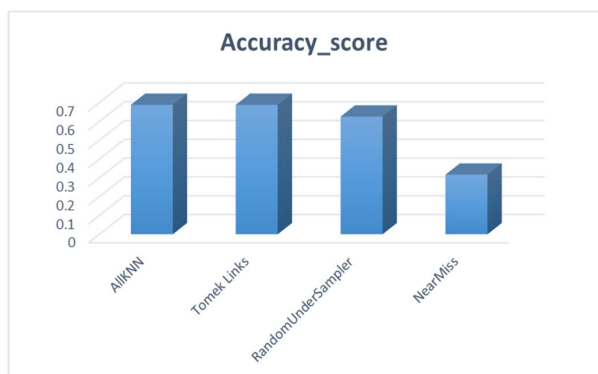 Accuracy_score
0.7
0.6
0.5
0.4
0.3
0.2
0.1
0
AllKNN
Tomek Links
RandomUnderSampler
NearMiss